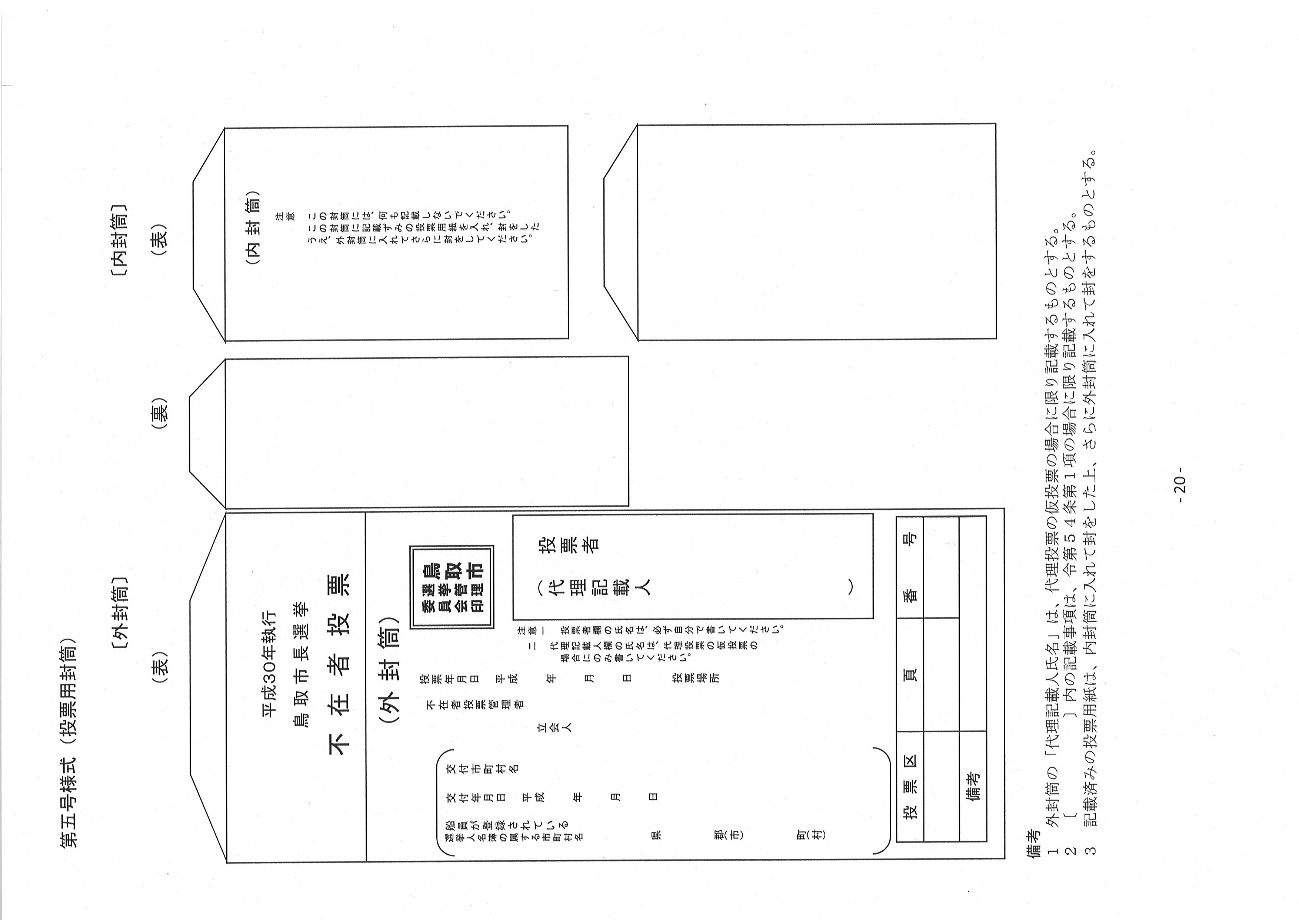 第五号様式（投票用封筒）
［外封筒］
［内封筒］
（表）
（裏）
（表）
平成30年執行
鳥取市長選挙
不在者投票
（外封筒）
鳥取市
選挙管理
委員会印
投票者
（代理記載人　）
注意一　投票者欄の氏名は、必ず自分で書いてください。
二　代理記載人欄の氏名は、代理投票の仮投票の
場合にのみ書いてください。
投票年月日　平成　年　月　日　投票場所
不在者投票管理者
立会人
交付市町村名
交付年月日　平成　年　月　日
船員が登録されている
選挙人名簿の属する市町村名　県　郡(市)　町(村)
投票区　頁　番号
備考
（内封筒）
注意
この封筒には、何も記載しないでください。
この封筒に記載ずみの投票用紙を入れ、封をした
うえ、外封筒に入れてさらに封をしてください。
備考
1　外封筒の「代理記載人氏名」は、代理投票の仮投票の場合に限り記載するものとする。
2　［　］内の記載事項は、令第５４条第１項の場合に限り記載するものとする。
3　記載済みの投票用紙は、内封筒に入れて封をした上、さらに外封筒に入れて封をするものとする。
- 20 -